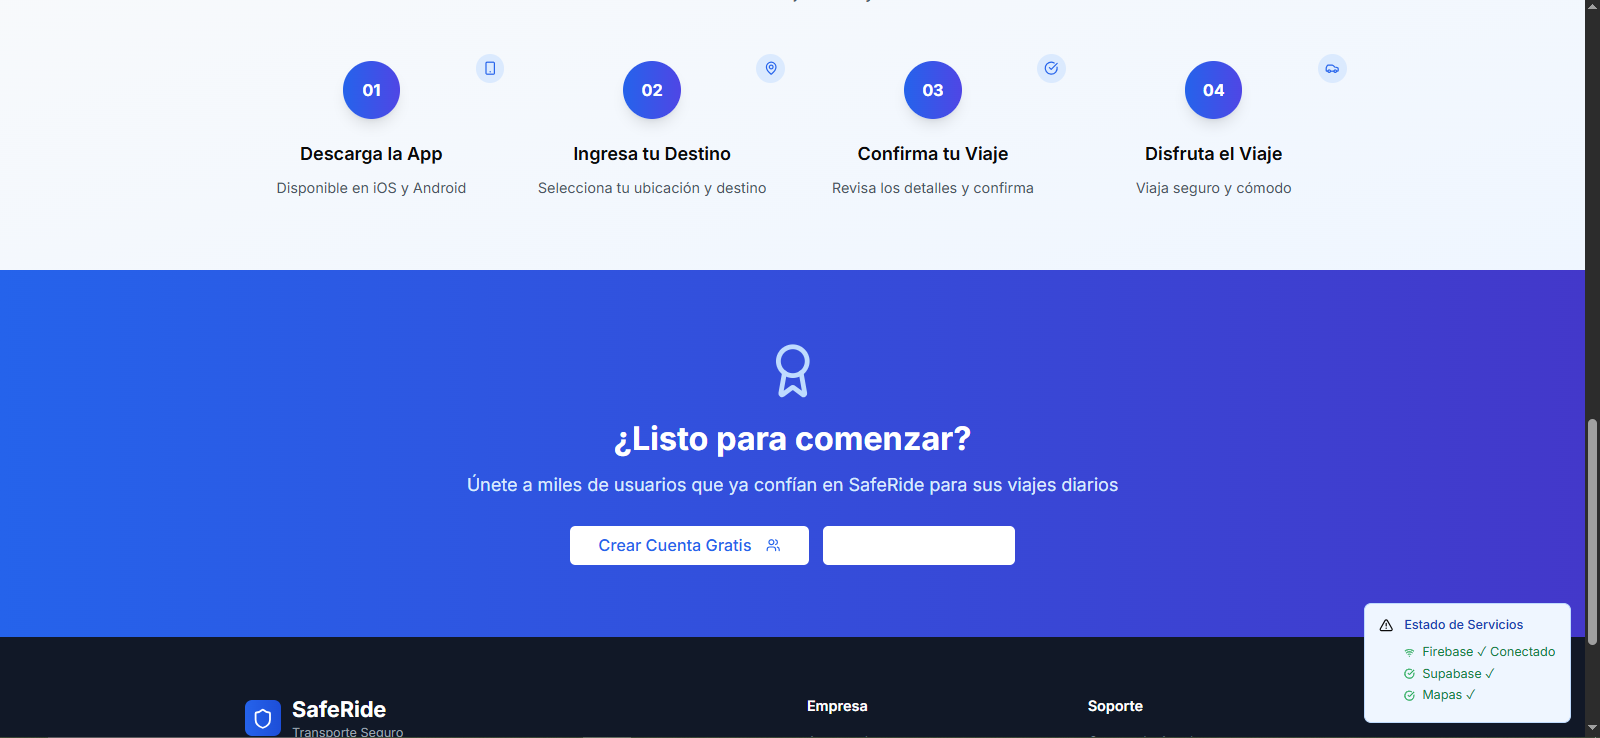 01
02
03
04
Descarga la App
Ingresa tu Destino
Confirma tu Viaje
Disfruta el Viaje
Disponible en iOS y Android
Selecciona tu ubicación y destino
Revisa los detalles y confirma
Viaja seguro y cómodo
¿Listo para comenzar?
Únete a miles de usuarios que ya confían en SafeRide para sus viajes diarios
Crear Cuenta Gratis
Estado de Servicios
Firebase ✓ Conectado
Supabase ✓
Mapas ✓
SafeRide
Transporte Seguro
Empresa
Soporte